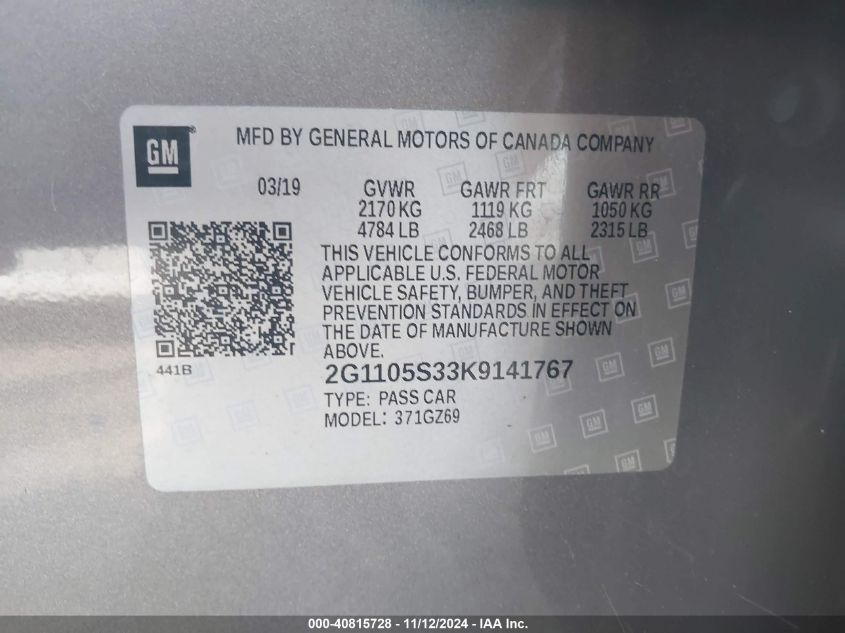 GM
MFD BY GENERAL MOTORS OF CANADA COMPANY
03/19 GVWR GAWR FRT GAWR RR
2170 KG 1119 KG 1050 KG
4784 LB 2468 LB 2315 LB
THIS VEHICLE CONFORMS TO ALL
APPLICABLE U.S. FEDERAL MOTOR
VEHICLE SAFETY, BUMPER, AND THEFT
PREVENTION STANDARDS IN EFFECT ON
THE DATE OF MANUFACTURE SHOWN
ABOVE.
441B
2G1105S33K9141767
TYPE: PASS CAR
MODEL: 371GZ69
000-40815728 - 11/12/2024 - IAA Inc.